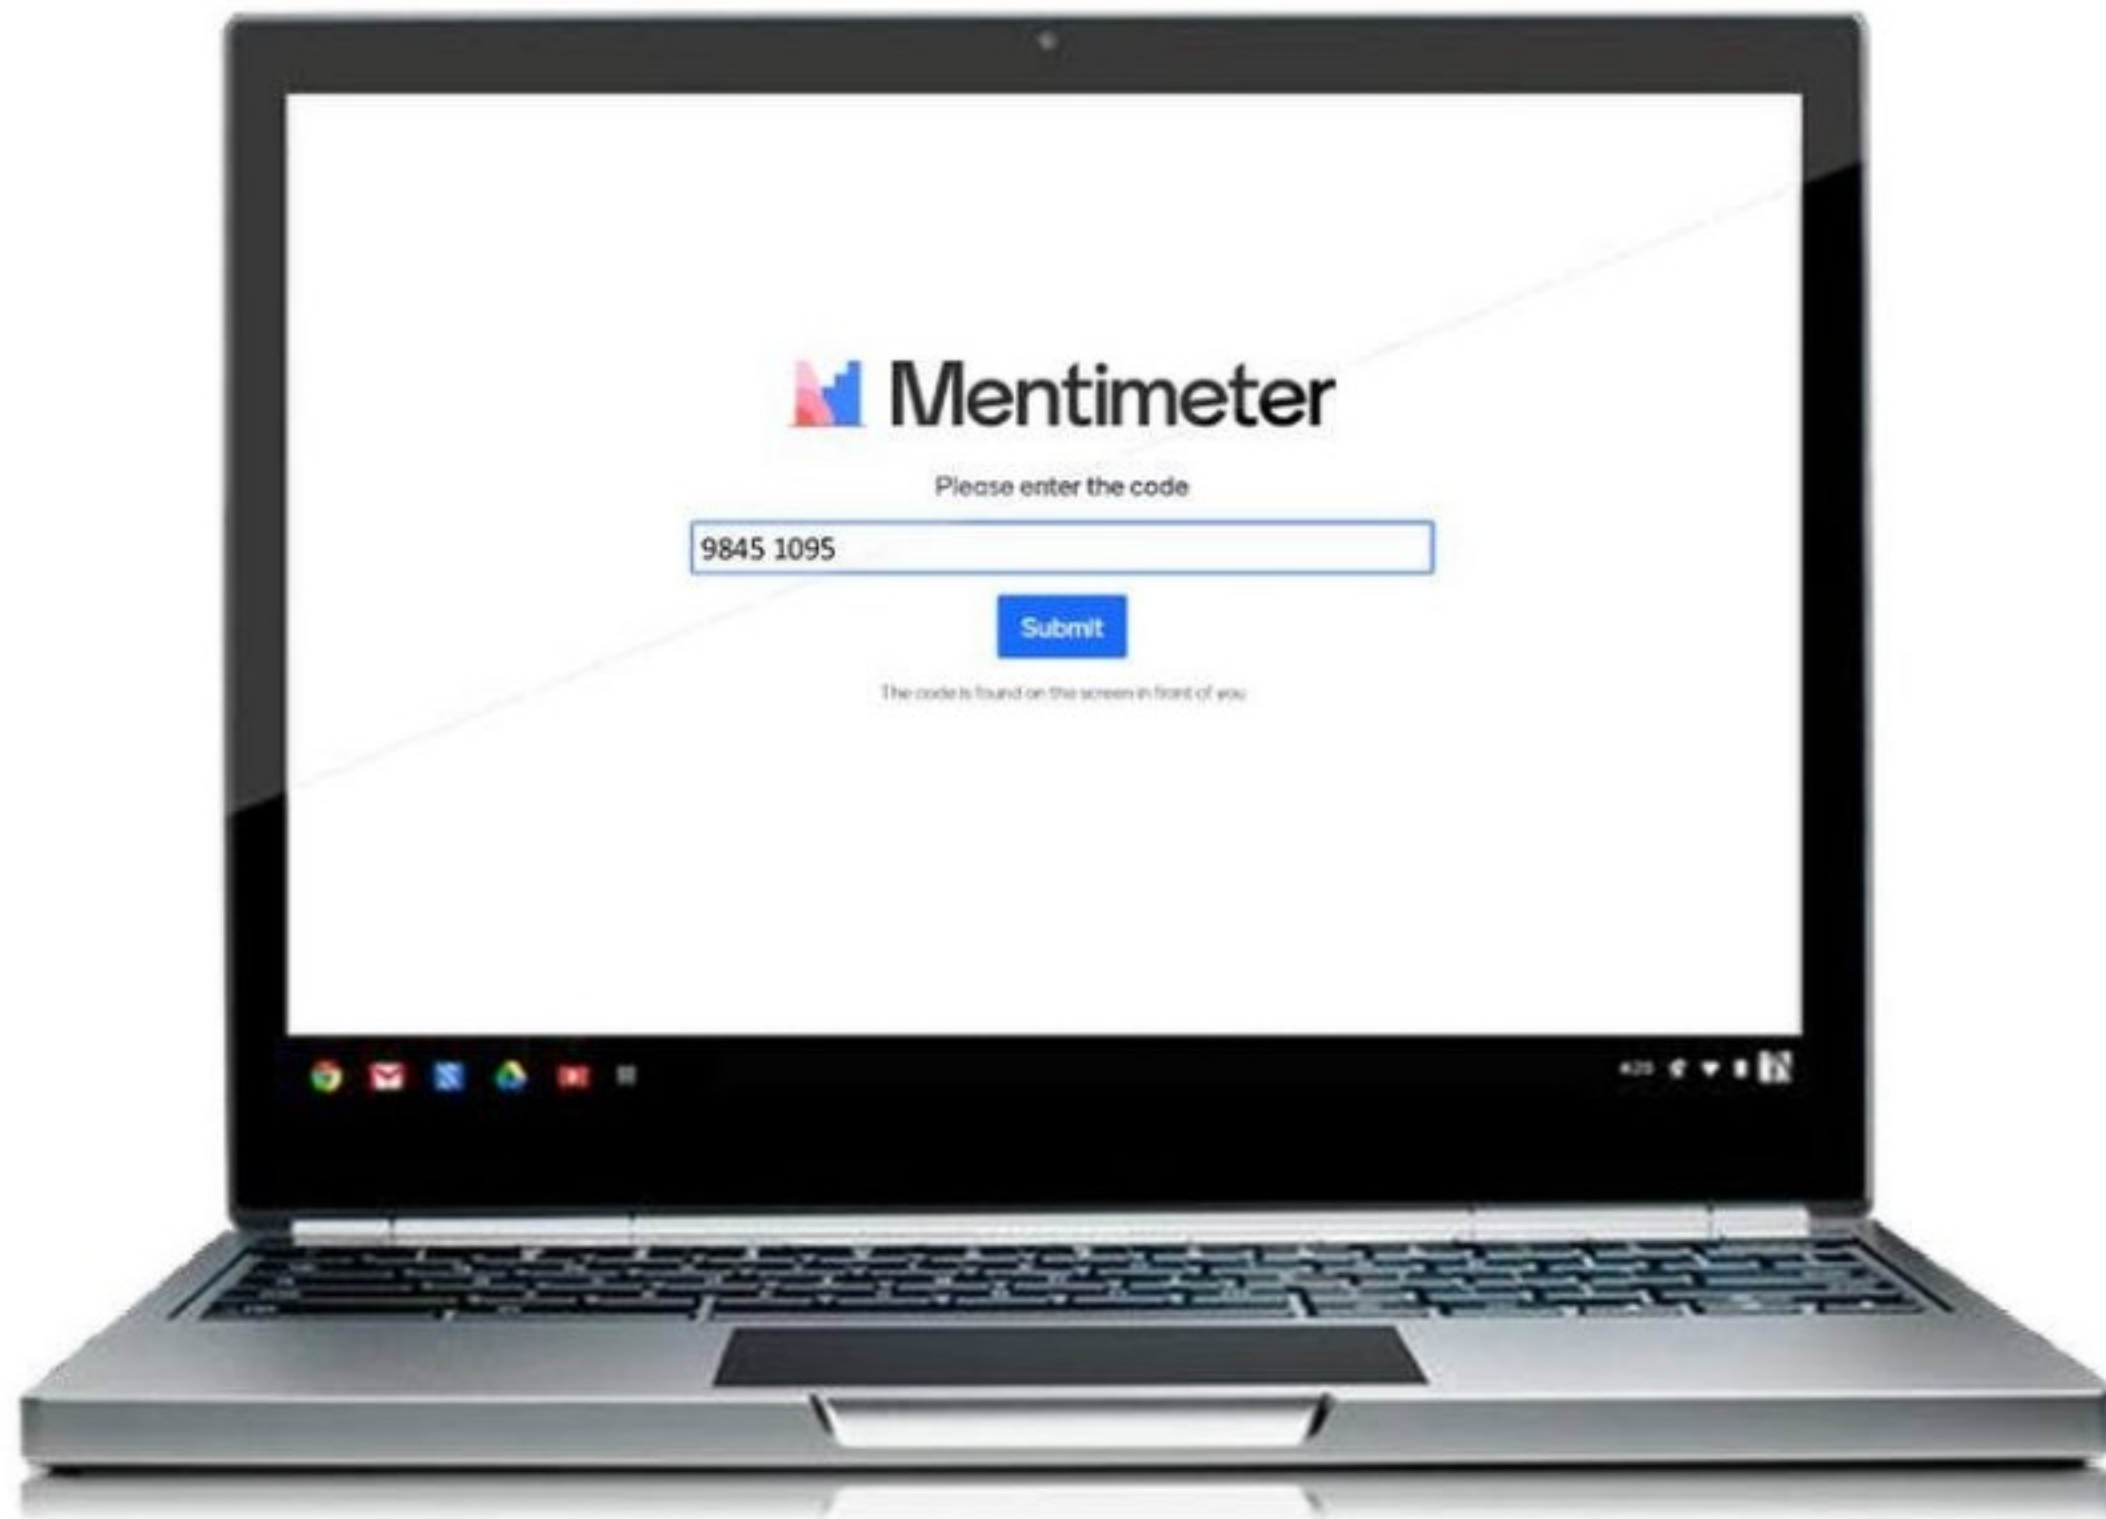 Mentimeter
Please enter the code
9845 1095
Submit
The code is found on the screen in front of you